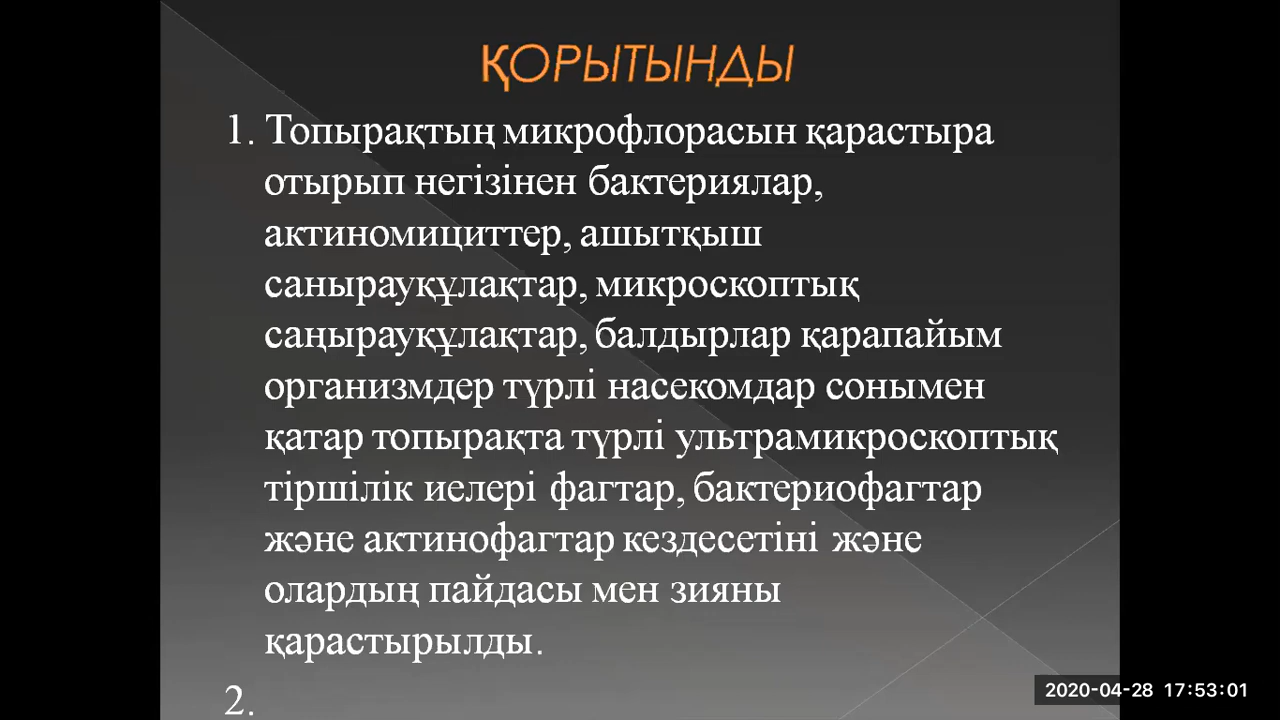 ҚОРЫТЫНДЫ
1. Топырақтың микрофлорасын қарастыра
отырып негізінен бактериялар,
актиномициттер, ашытқыш
санырауқұлақтар, микроскоптық
саңырауқұлақтар, балдырлар қарапайым
организмдер түрлі насекомдар сонымен
қатар топырақта түрлі ультрамикроскоптық
тіршілік иелері фагтар, бактериофагтар
және актинофагтар кездесетіні және
олардың пайдасы мен зияны
қарастырылды.
2.
2020-04-28 17:53:01